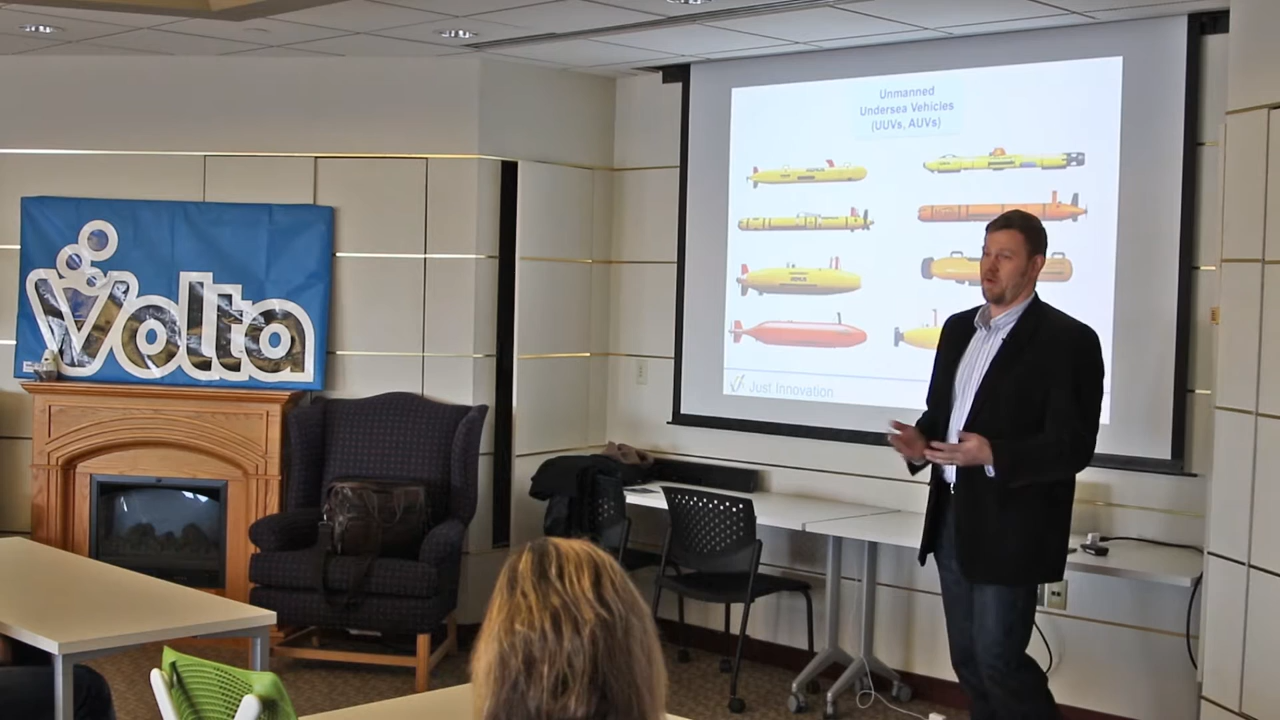 Volta
Unmanned
Undersea Vehicles
(UUVs, AUVs)
Just Innovation